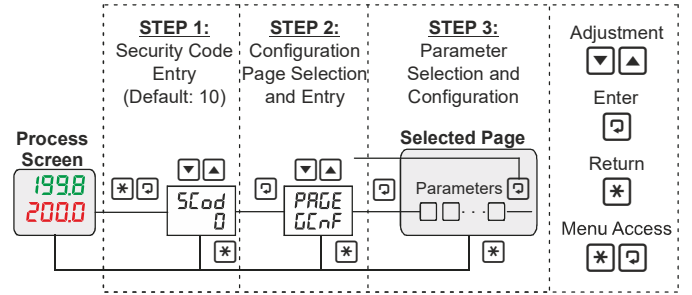 STEP 1:
Security Code
Entry
(Default: 10)
STEP 2:
Configuration
Page Selection
and Entry
STEP 3:
Parameter
Selection and
Configuration
Adjustment
Enter
Return
Menu Access
Process
Screen
199.8
200.0
SCod
0
PAGE
GCnF
Selected Page
Parameters